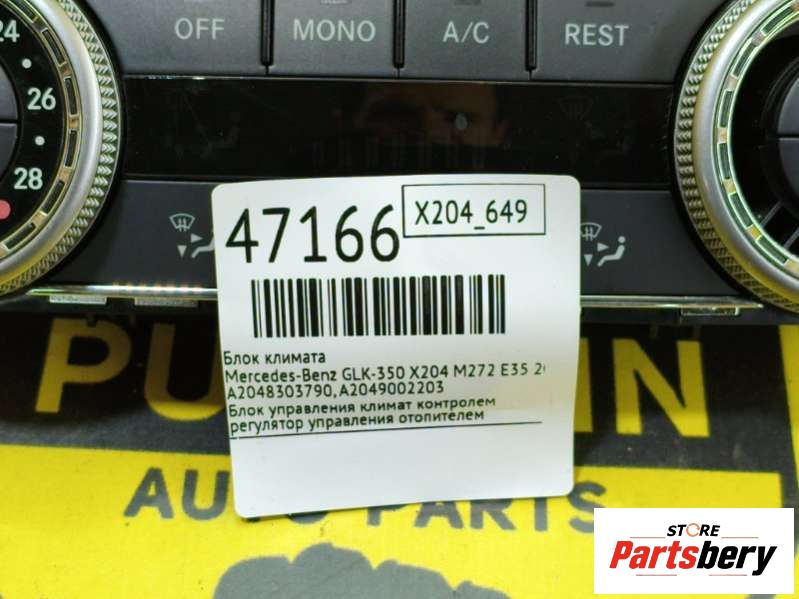 24
OFF MONO A/C REST
26
28
47166
X204_649
Блок климата
Mercedes-Benz GLK-350 X204 M272 E35
A2048303790, A2049002203
Блок управления климат контролем
регулятор управления отопителем
AUTO PARTS
STORE
Partsbery